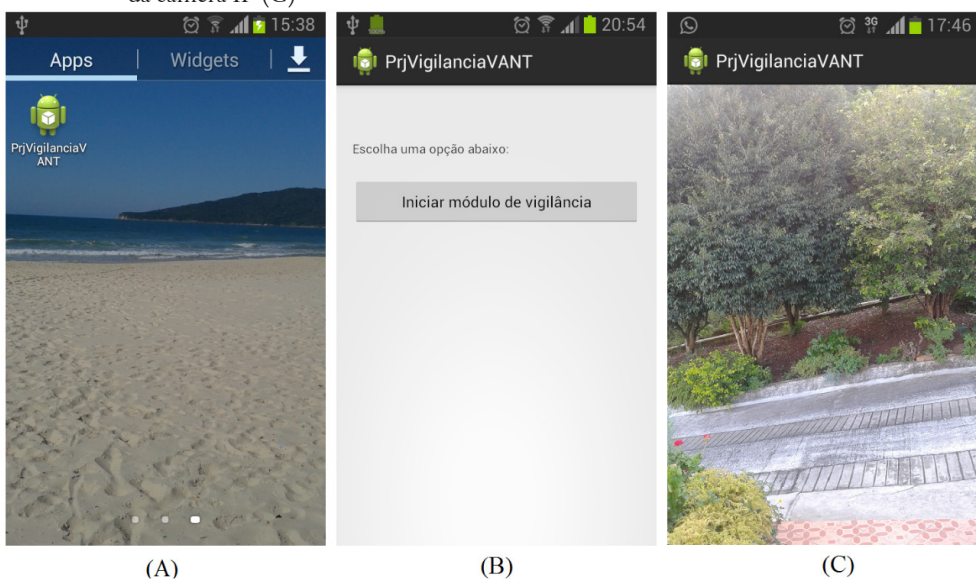 da câmera IP (C)
15:38
Apps
Widgets
PrjVigilanciaV
ANT
20:54
PrjVigilanciaVANT
Escolha uma opção abaixo:
Iniciar módulo de vigilância
3G
17:46
PrjVigilanciaVANT
(A)
(B)
(C)